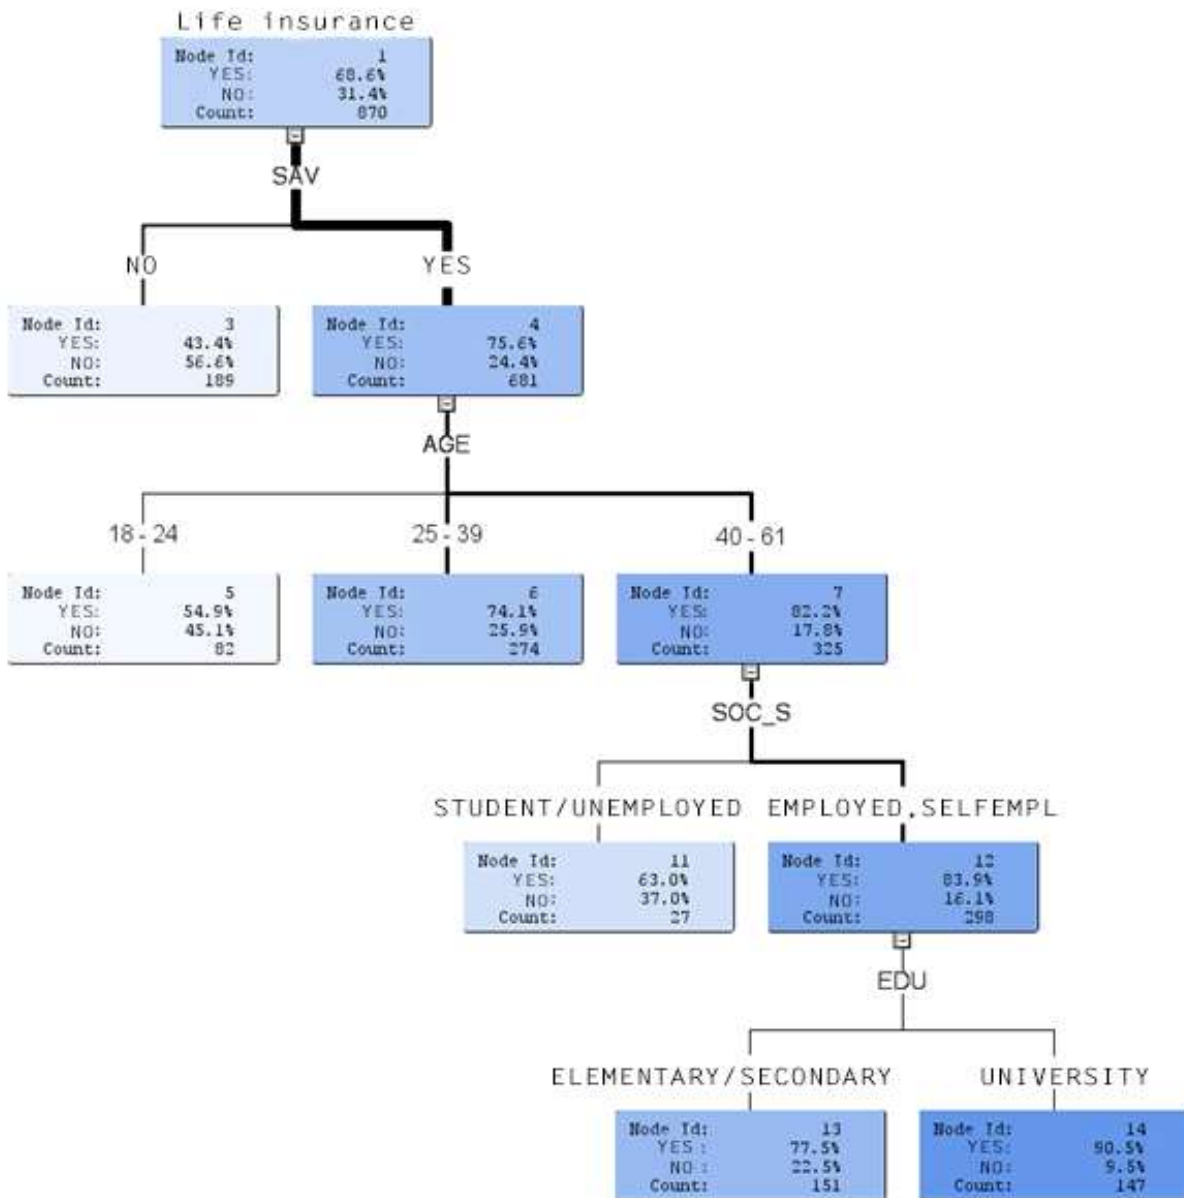 Life insurance
Node Id: 1
YES: 68.6%
NO: 31.4%
Count: 870
SAV
NO
YES
Node Id: 3
YES: 43.4%
NO: 56.6%
Count: 189
Node Id: 4
YES: 75.6%
NO: 24.4%
Count: 681
AGE
18 - 24
25 - 39
40 - 61
Node Id: 5
YES: 54.9%
NO: 45.1%
Count: 82
Node Id: 6
YES: 74.1%
NO: 25.9%
Count: 274
Node Id: 7
YES: 82.2%
NO: 17.8%
Count: 325
SOC_S
STUDENT/UNEMPLOYED
EMPLOYED,SELFEMPL
Node Id: 11
YES: 63.0%
NO: 37.0%
Count: 27
Node Id: 12
YES: 83.9%
NO: 16.1%
Count: 298
EDU
ELEMENTARY/SECONDARY
UNIVERSITY
Node Id: 13
YES: 77.5%
NO: 22.5%
Count: 151
Node Id: 14
YES: 90.5%
NO: 9.5%
Count: 147